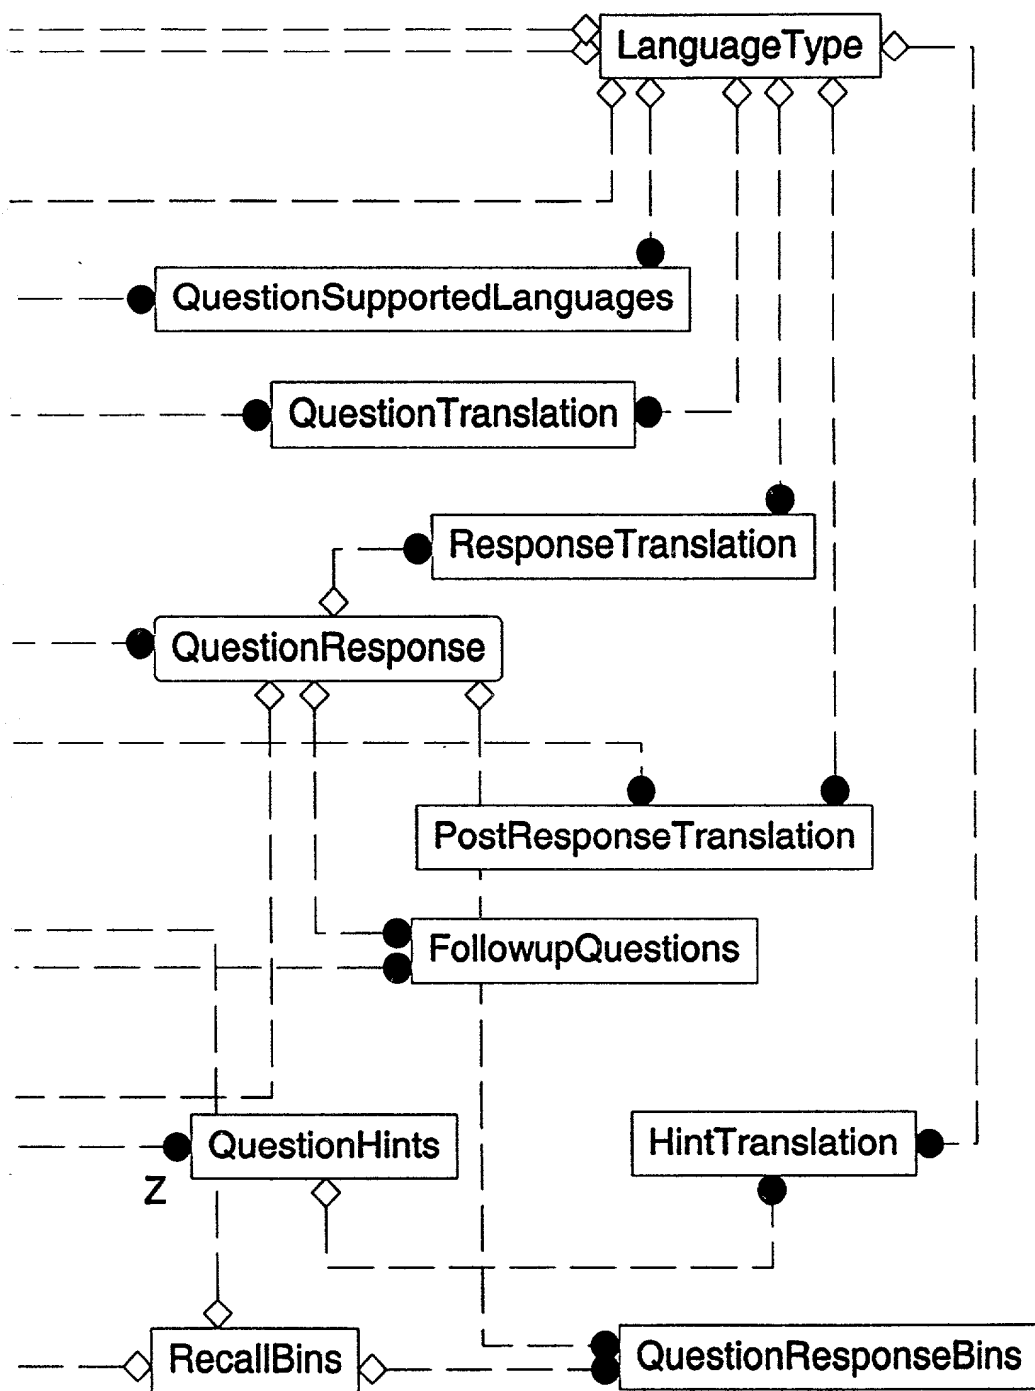 LanguageType
QuestionSupportedLanguages
QuestionTranslation
ResponseTranslation
QuestionResponse
PostResponseTranslation
FollowupQuestions
QuestionHints
HintTranslation
Z
RecallBins
QuestionResponseBins